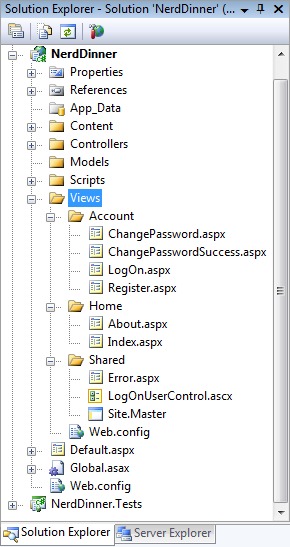 Solution Explorer - Solution 'NerdDinner' (...
NerdDinner
Properties
References
App_Data
Content
Controllers
Models
Scripts
Views
Account
ChangePassword.aspx
ChangePasswordSuccess.aspx
LogOn.aspx
Register.aspx
Home
About.aspx
Index.aspx
Shared
Error.aspx
LogOnUserControl.ascx
Site.Master
Web.config
Default.aspx
Global.asax
Web.config
NerdDinner.Tests
Solution Explorer Server Explorer